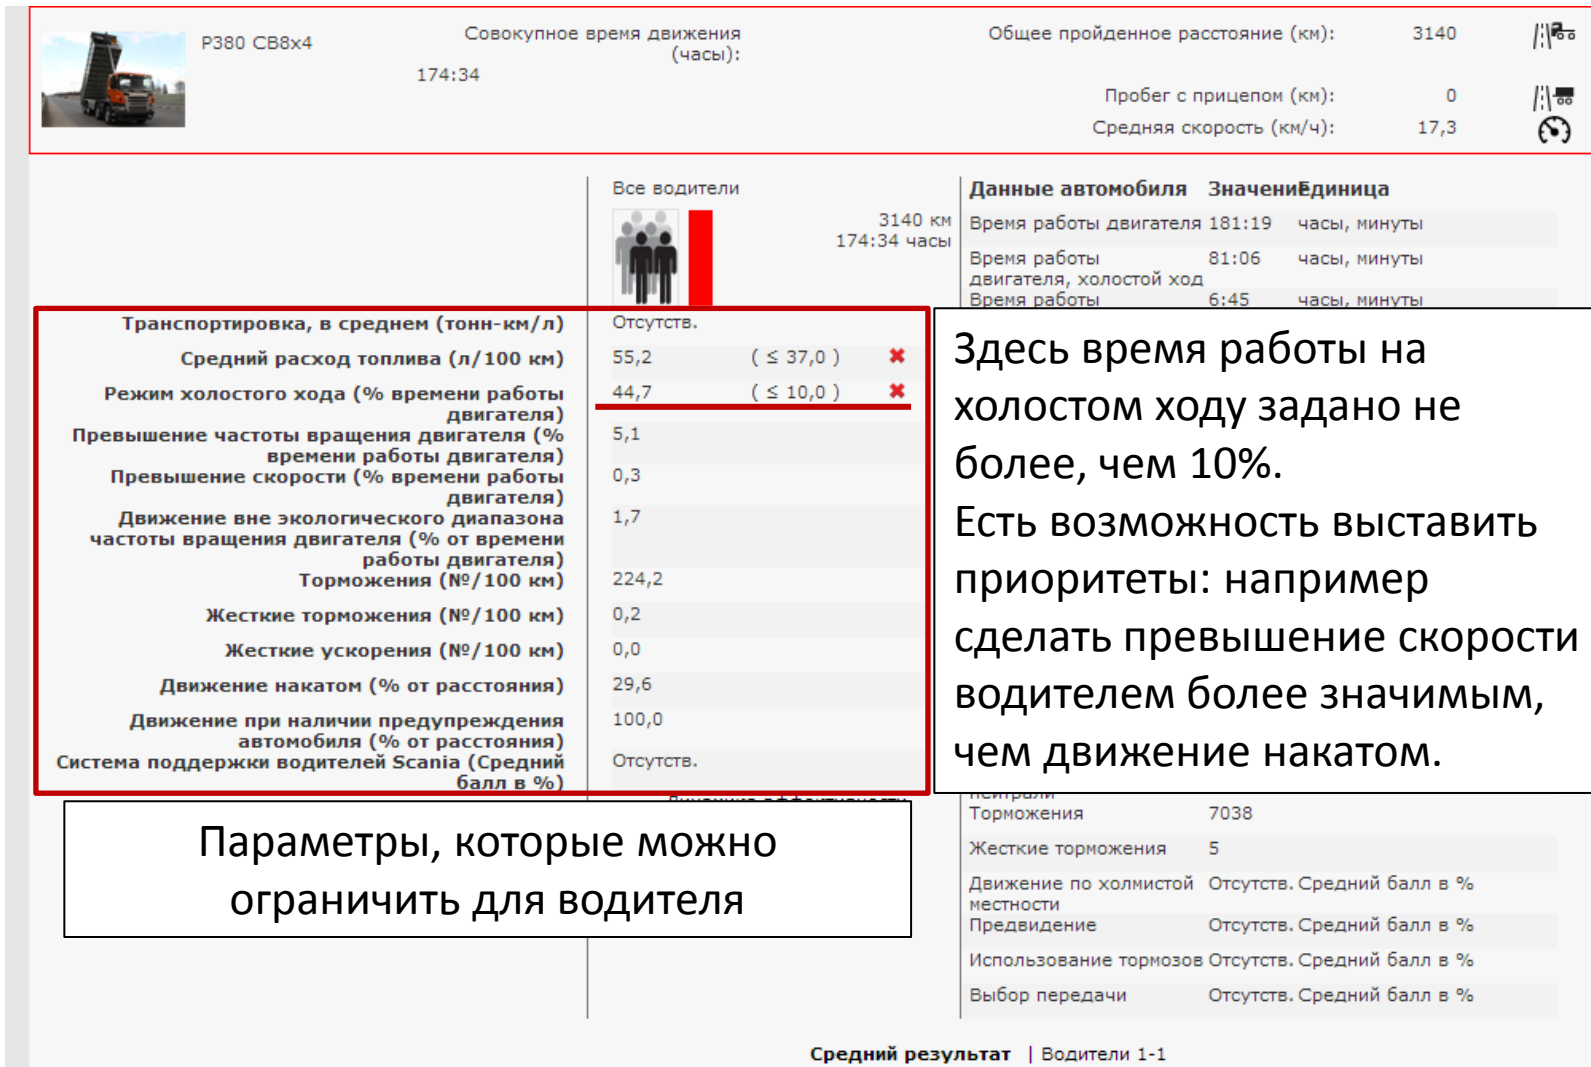 P380 CB8x4
Совокупное время движения
(часы):
174:34
Общее пройденное расстояние (км): 3140
Пробег с прицепом (км): 0
Средняя скорость (км/ч): 17,3
Все водители
3140 км
174:34 часы
Транспортировка, в среднем (тонн-км/л) Отсутств.
Средний расход топлива (л/100 км) 55,2 ( ≤ 37,0 ) ✖
Режим холостого хода (% времени работы 44,7 ( ≤ 10,0 ) ✖
двигателя)
Превышение частоты вращения двигателя (% 5,1
времени работы двигателя)
Превышение скорости (% времени работы 0,3
двигателя)
Движение вне экологического диапазона 1,7
частоты вращения двигателя (% от времени
работы двигателя)
Торможения (№/100 км) 224,2
Жесткие торможения (№/100 км) 0,2
Жесткие ускорения (№/100 км) 0,0
Движение накатом (% от расстояния) 29,6
Движение при наличии предупреждения 100,0
автомобиля (% от расстояния)
Система поддержки водителей Scania (Средний Отсутств.
балл в %)
Параметры, которые можно
ограничить для водителя
Данные автомобиля Значение Единица
Время работы двигателя 181:19 часы, минуты
Время работы 81:06 часы, минуты
двигателя, холостой ход
Время работы 6:45 часы, минуты
Здесь время работы на
холостом ходу задано не
более, чем 10%.
Есть возможность выставить
приоритеты: например
сделать превышение скорости
водителем более значимым,
чем движение накатом.
нейтрали
Торможения 7038
Жесткие торможения 5
Движение по холмистой Отсутств. Средний балл в %
местности
Предвидение Отсутств. Средний балл в %
Использование тормозов Отсутств. Средний балл в %
Выбор передачи Отсутств. Средний балл в %
Средний результат | Водители 1-1